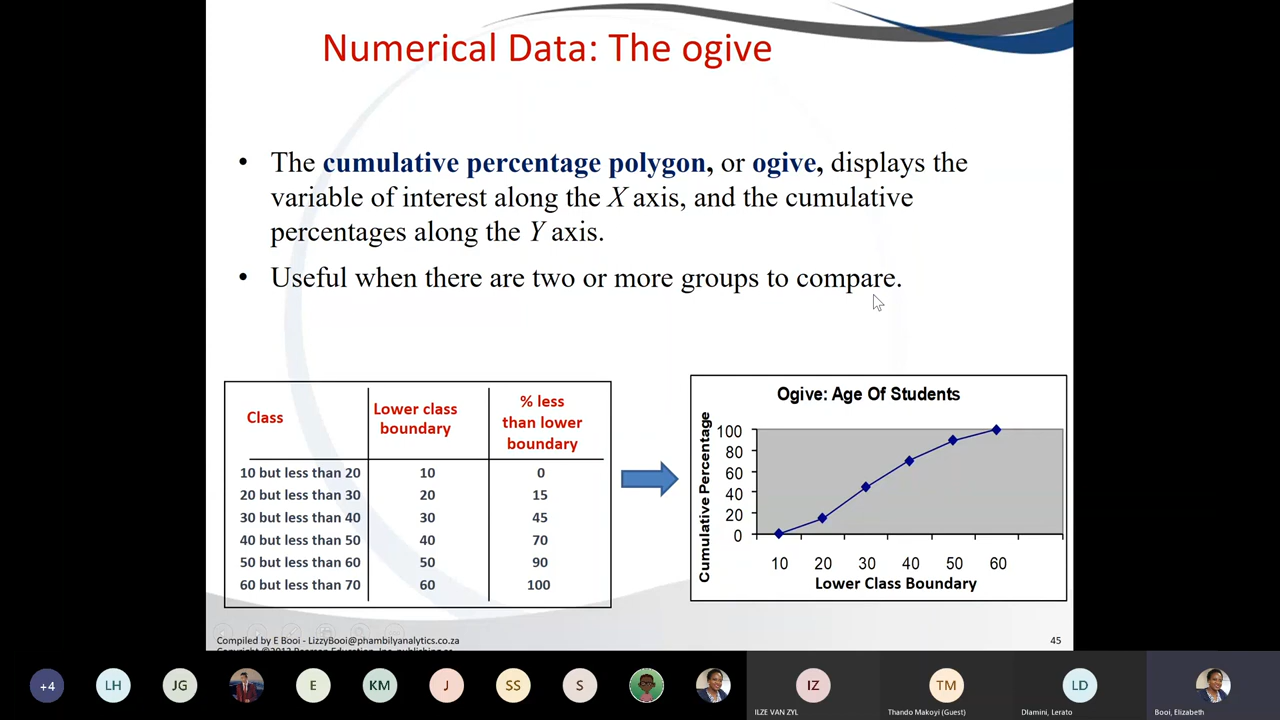 Numerical Data: The ogive
• The cumulative percentage polygon, or ogive, displays the
variable of interest along the X axis, and the cumulative
percentages along the Y axis.
• Useful when there are two or more groups to compare.
Class
Lower class
boundary
% less
than lower
boundary
10 but less than 20 10 0
20 but less than 30 20 15
30 but less than 40 30 45
40 but less than 50 40 70
50 but less than 60 50 90
60 but less than 70 60 100
Ogive: Age Of Students
Cumulative Percentage
100
80
60
40
20
0
10 20 30 40 50 60
Lower Class Boundary
Compiled by E Booi - LizzyBooi@phambilyanalytics.co.za
45
+4
LH
JG
E
KM
J
SS
S
IZ
TM
LD
ILZE VAN ZYL
Thando Makoyi (Guest)
Dlamini, Lerato
Booi, Elizabeth